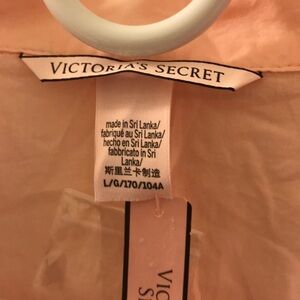 VICTORIA'S SECRET
made in Sri Lanka/
fabriqué au Sri Lanka/
hecho en Sri Lanka/
fabbricato in Sri
Lanka/
斯里兰卡制造
L/G/170/104A
VIC
S